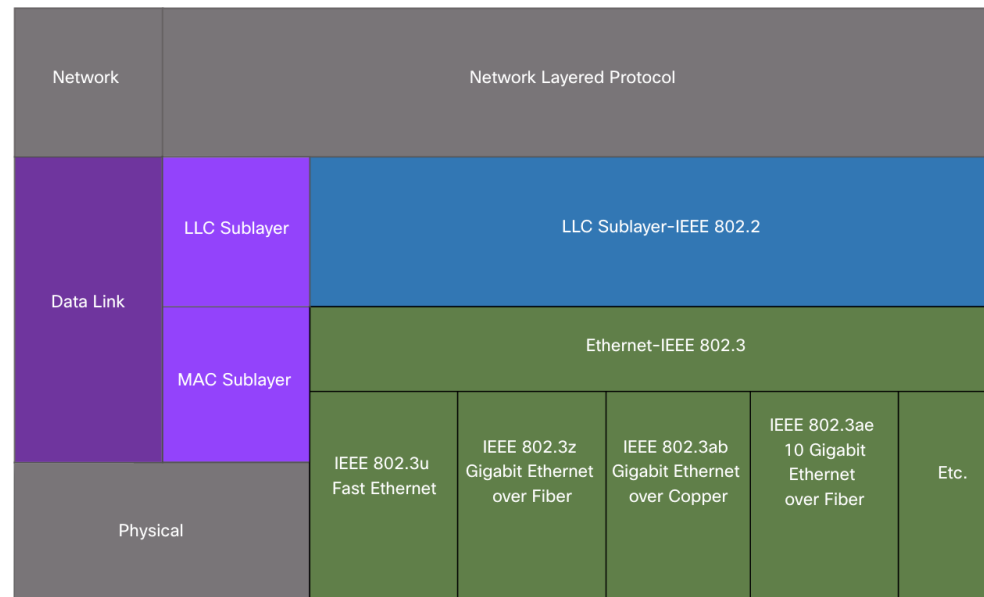 Network
Network Layered Protocol
Data Link
LLC Sublayer
LLC Sublayer-IEEE 802.2
MAC Sublayer
Ethernet-IEEE 802.3
IEEE 802.3u
Fast Ethernet
IEEE 802.3z
Gigabit Ethernet
over Fiber
IEEE 802.3ab
Gigabit Ethernet
over Copper
IEEE 802.3ae
10 Gigabit
Ethernet
over Fiber
Etc.
Physical